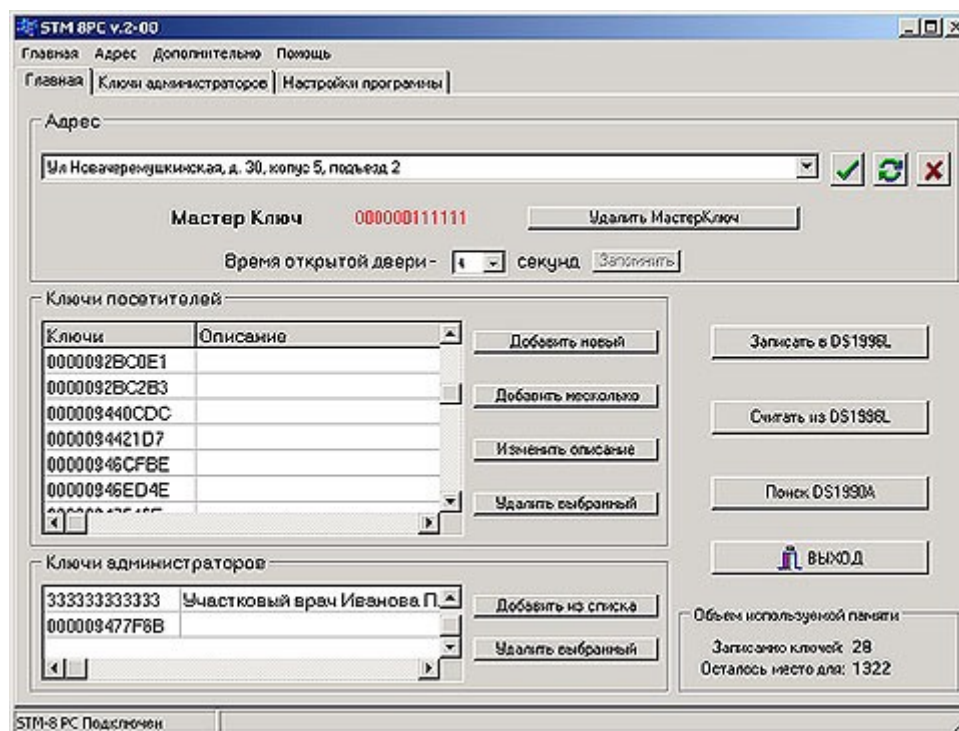 STM 8PC v.2-00
Главная Адрес Дополнительно Помощь
Главная Ключи администраторов Настройки программы
Адрес
Ул Новачеремушкинская, д. 30, копус 5, подъезд 2
Мастер Ключ 000000111111 Удалить МастерКлюч
Время открытой двери - 4 секунд Запомнить
Ключи посетителей
Ключи Описание
0000092BC0E1
0000092BC2B3
000009440CDC
0000094421D7
00000946CFBE
00000946ED4E
Добавить новый
Добавить несколько
Изменить описание
Удалить выбранный
Записать в DS1996L
Считать из DS1996L
Поиск DS1990A
ВЫХОД
Ключи администраторов
333333333333 Участковый врач Иванова П.
000009477F6B
Добавить из списка
Удалить выбранный
Объем используемой памяти
Записанно ключей: 28
Осталось место для: 1322
STM-8 PC Подключен